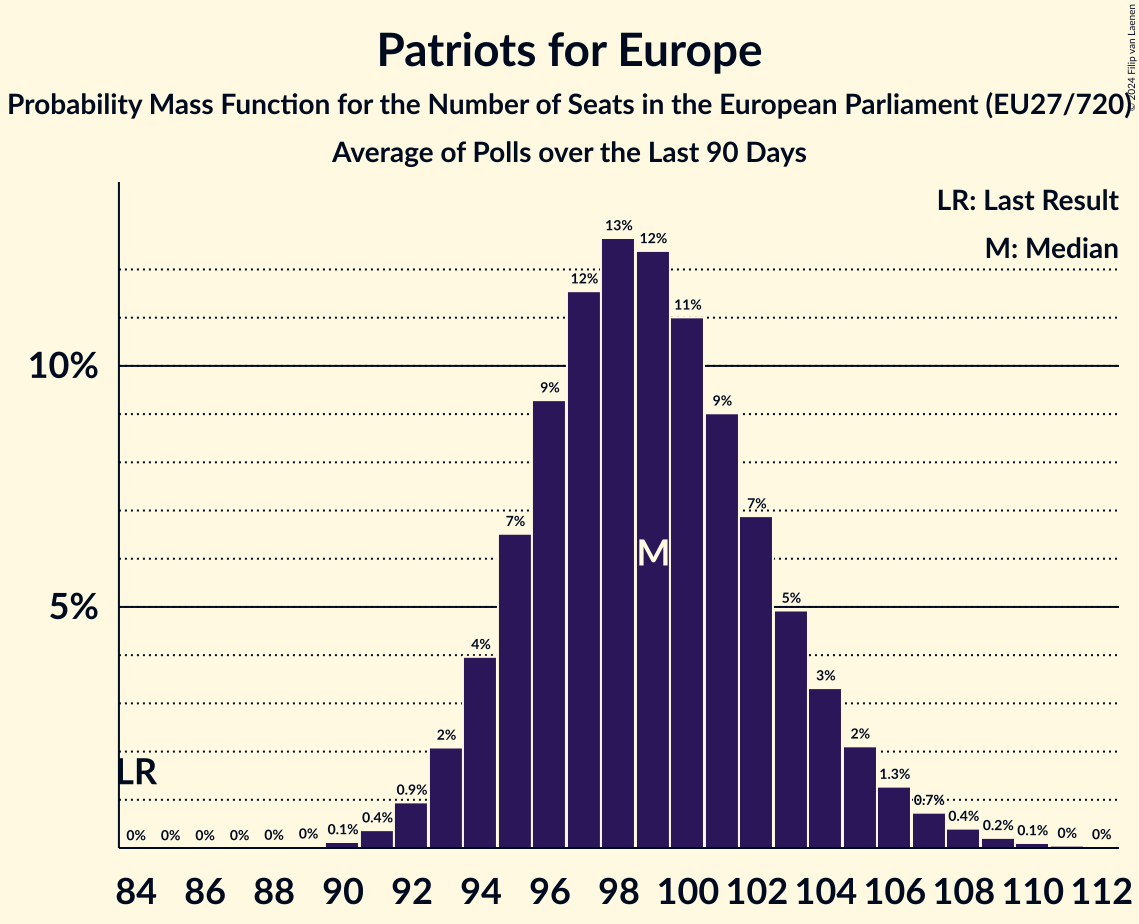 Patriots for Europe
Probability Mass Function for the Number of Seats in the European Parliament (EU27/720)
Average of Polls over the Last 90 Days
© 2024 Filip van Laenen
LR: Last Result
M: Median
10%
5%
LR
M
0% 0% 0% 0% 0% 0% 0.1% 0.4% 0.9% 2% 4% 7% 9% 12% 13% 12% 11% 9% 7% 5% 3% 2% 1.3% 0.7% 0.4% 0.2% 0.1% 0% 0%
84 86 88 90 92 94 96 98 100 102 104 106 108 110 112